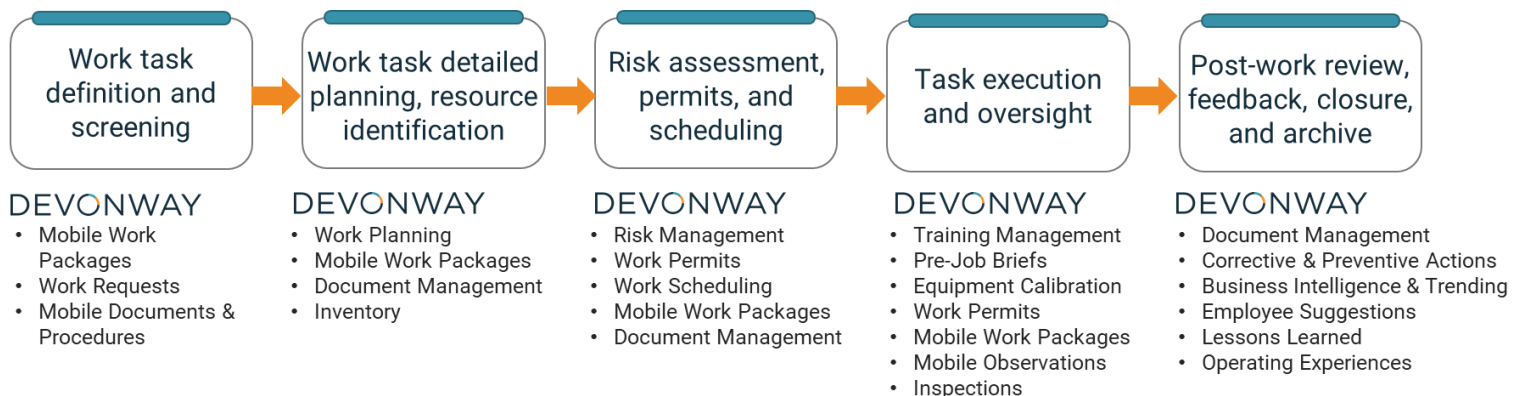 Work task
definition and
screening
Work task detailed
planning, resource
identification
Risk assessment,
permits, and
scheduling
Task execution
and oversight
Post-work review,
feedback, closure,
and archive
DEVONWAY
• Mobile Work
Packages
• Work Requests
• Mobile Documents &
Procedures
DEVONWAY
• Work Planning
• Mobile Work Packages
• Document Management
• Inventory
DEVONWAY
• Risk Management
• Work Permits
• Work Scheduling
• Mobile Work Packages
• Document Management
DEVONWAY
• Training Management
• Pre-Job Briefs
• Equipment Calibration
• Work Permits
• Mobile Work Packages
• Mobile Observations
• Inspections
DEVONWAY
• Document Management
• Corrective & Preventive Actions
• Business Intelligence & Trending
• Employee Suggestions
• Lessons Learned
• Operating Experiences